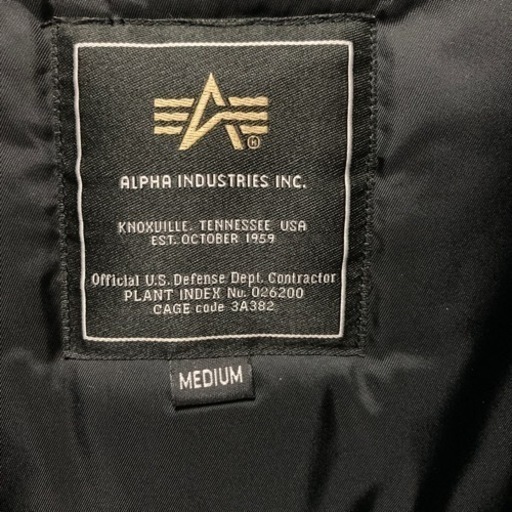 ALPHA INDUSTRIES INC.
KNOXVILLE, TENNESSEE USA
EST. OCTOBER 1959
Official U.S. Defense Dept. Contractor
PLANT INDEX No. 026200
CAGE code 3A382
MEDIUM